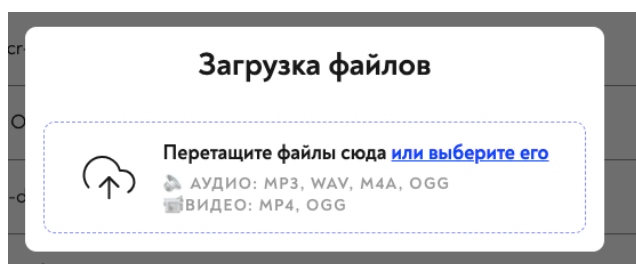 Загрузка файлов
Перетащите файлы сюда или выберите его
АУДИО: MP3, WAV, M4A, OGG
ВИДЕО: MP4, OGG